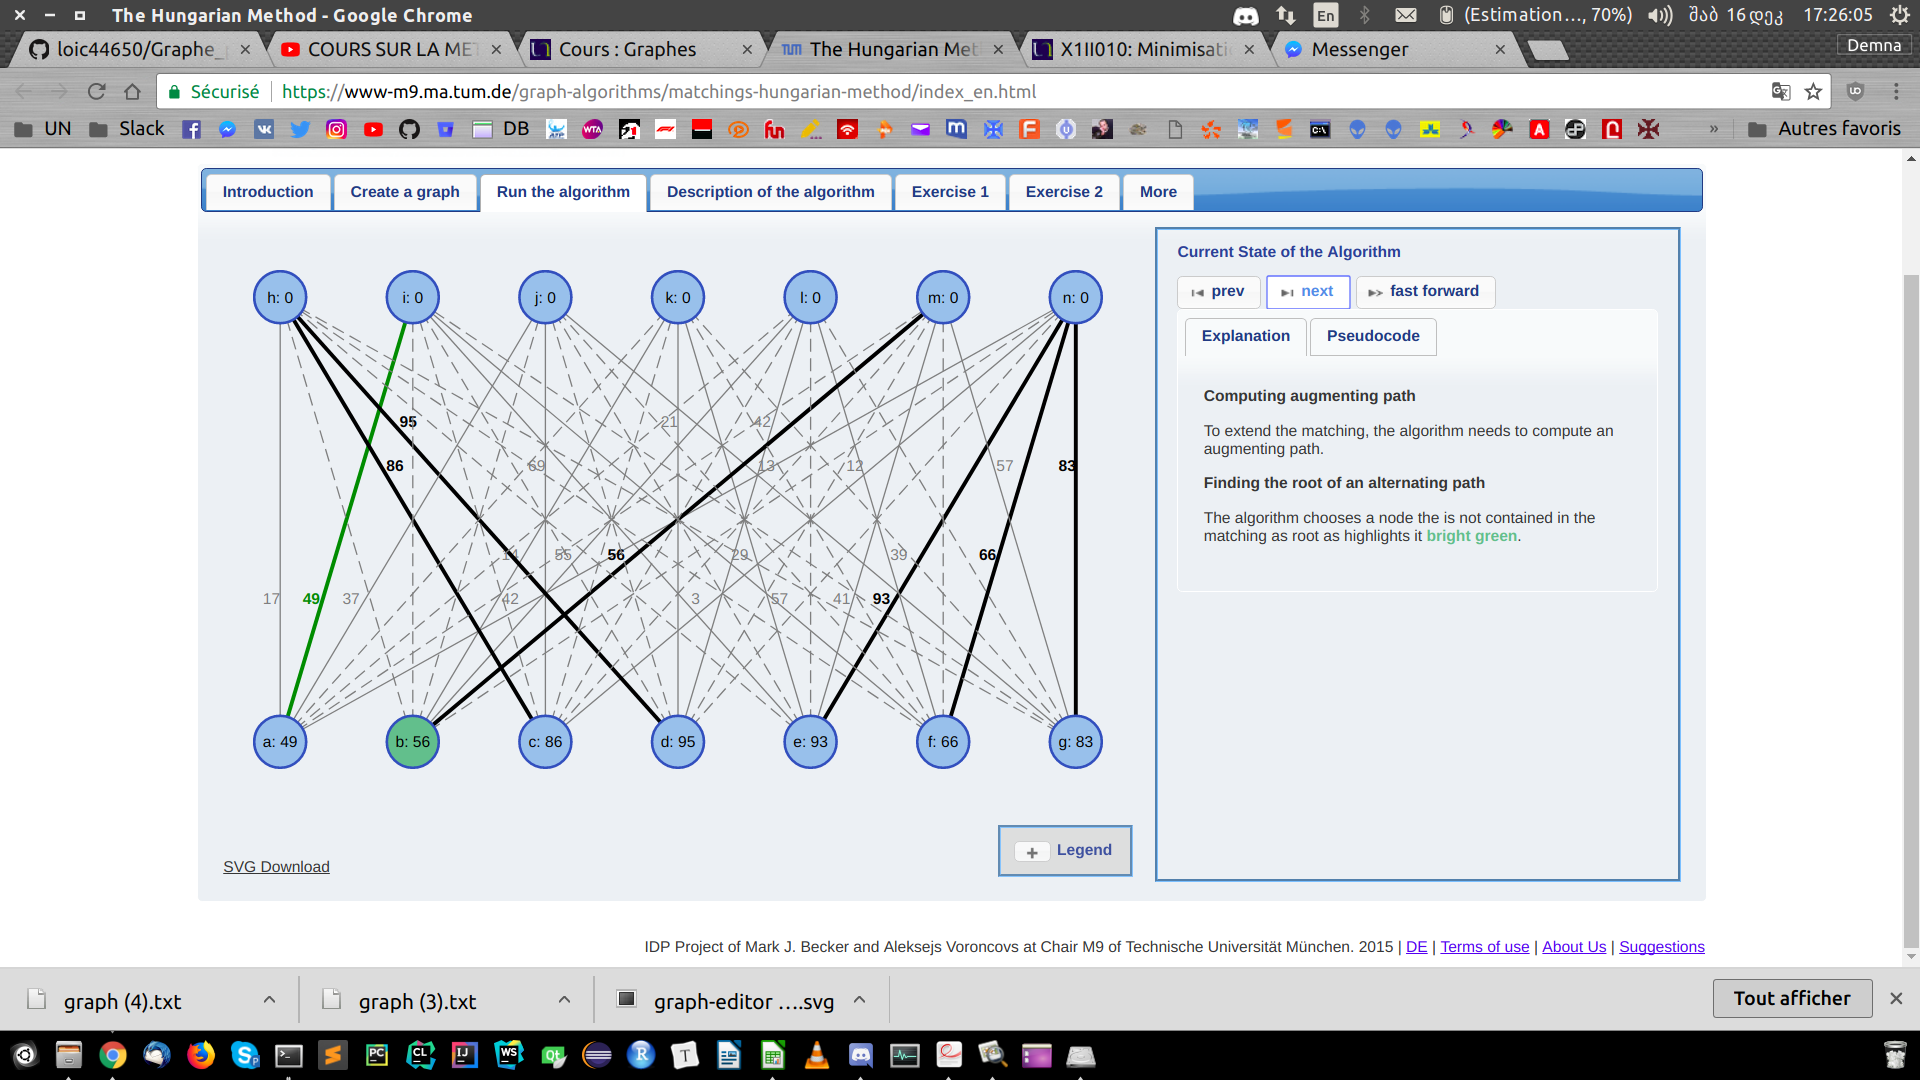 The Hungarian Method - Google Chrome
En
(Estimation..., 70%)
შაბ 16 დეკ 17:26:05
loic44650/Graphe_
COURS SUR LA MET
Cours : Graphes
The Hungarian Met
X1II010: Minimisati
Messenger
Demna
Sécurisé
https://www-m9.ma.tum.de/graph-algorithms/matchings-hungarian-method/index_en.html
UN
Slack
DB
»
Autres favoris
Introduction
Create a graph
Run the algorithm
Description of the algorithm
Exercise 1
Exercise 2
More
h: 0
i: 0
j: 0
k: 0
l: 0
m: 0
n: 0
95
21
42
86
69
13
12
57
83
14
55
56
29
39
66
17
49
37
42
3
57
41
93
a: 49
b: 56
c: 86
d: 95
e: 93
f: 66
g: 83
SVG Download
Legend
Current State of the Algorithm
prev
next
fast forward
Explanation
Pseudocode
Computing augmenting path
To extend the matching, the algorithm needs to compute an
augmenting path.
Finding the root of an alternating path
The algorithm chooses a node the is not contained in the
matching as root as highlights it bright green.
IDP Project of Mark J. Becker and Aleksejs Voroncovs at Chair M9 of Technische Universität München. 2015 | DE | Terms of use | About Us | Suggestions
graph (4).txt
graph (3).txt
graph-editor ....svg
Tout afficher